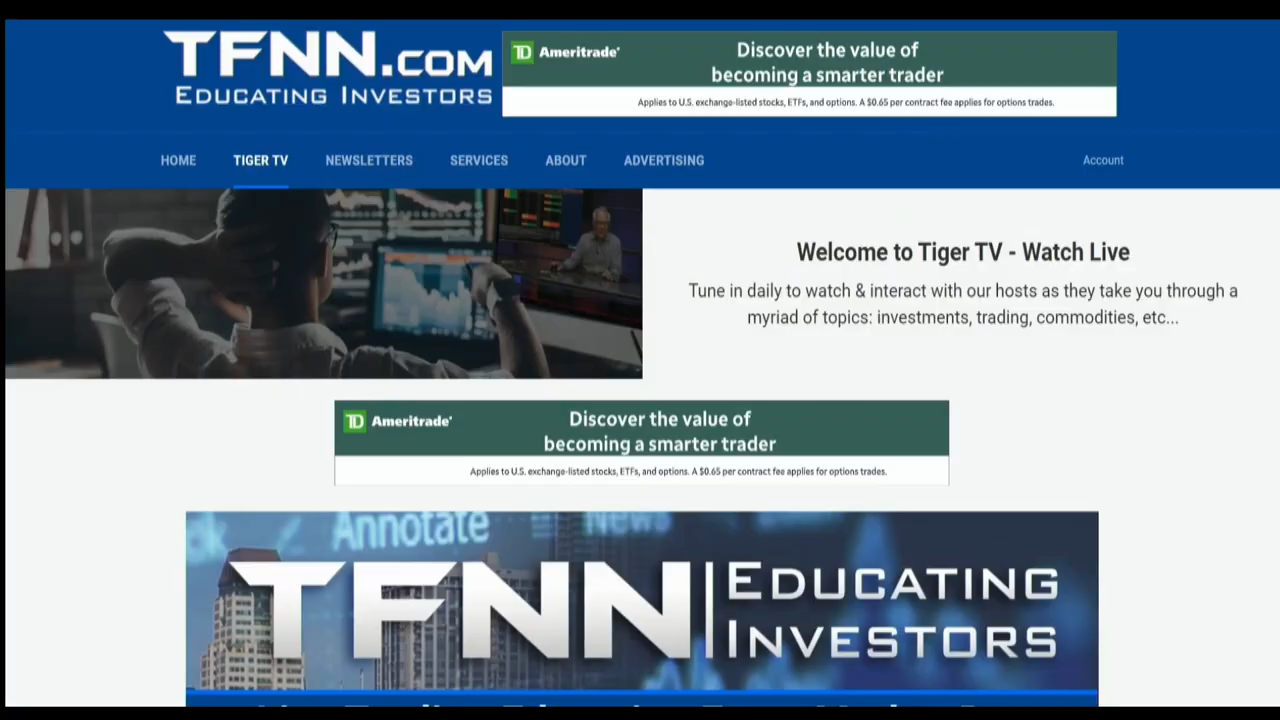 TFNN.COM
EDUCATING INVESTORS
TD Ameritrade
Discover the value of
becoming a smarter trader
Applies to U.S. exchange-listed stocks, ETFs, and options. A $0.65 per contract fee applies for options trades.
HOME TIGER TV NEWSLETTERS SERVICES ABOUT ADVERTISING Account
Welcome to Tiger TV - Watch Live
Tune in daily to watch & interact with our hosts as they take you through a
myriad of topics: investments, trading, commodities, etc...
TD Ameritrade
Discover the value of
becoming a smarter trader
Applies to U.S. exchange-listed stocks, ETFs, and options. A $0.65 per contract fee applies for options trades.
Annotate News
TFNN EDUCATING
INVESTORS